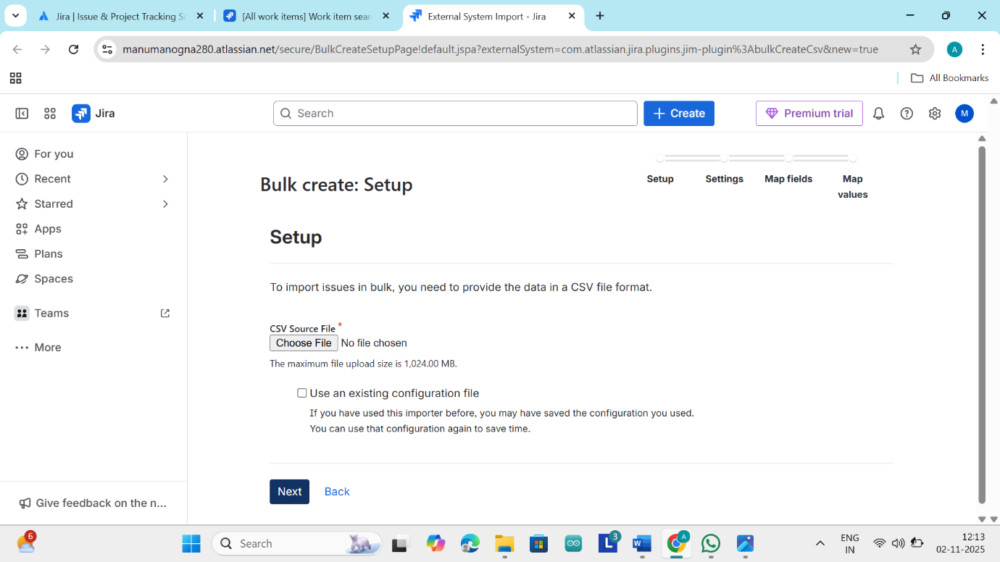 Jira | Issue & Project Tracking So
[All work items] Work item sear
External System Import - Jira
manumanogna280.atlassian.net/secure/BulkCreateSetupPage!default.jspa?externalSystem=com.atlassian.jira.plugins.jim-plugin%3AbulkCreateCsv&new=true
A
All Bookmarks
Jira
Search
Create
Premium trial
M
For you
Recent
Starred
Apps
Plans
Spaces
Teams
More
Give feedback on the n...
Bulk create: Setup
Setup
Settings
Map fields
Map
values
Setup
To import issues in bulk, you need to provide the data in a CSV file format.
CSV Source File *
Choose File No file chosen
The maximum file upload size is 1,024.00 MB.
Use an existing configuration file
If you have used this importer before, you may have saved the configuration you used.
You can use that configuration again to save time.
Next Back
6
Search
L
3
W
A
ENG
IN
12:13
02-11-2025